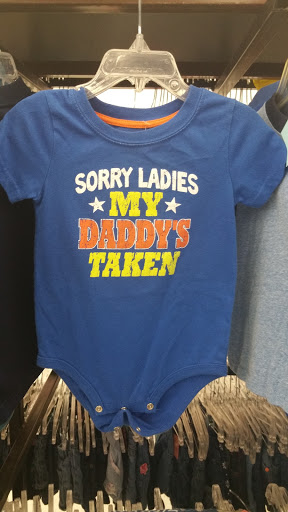 SORRY LADIES
MY
DADDY'S
TAKEN